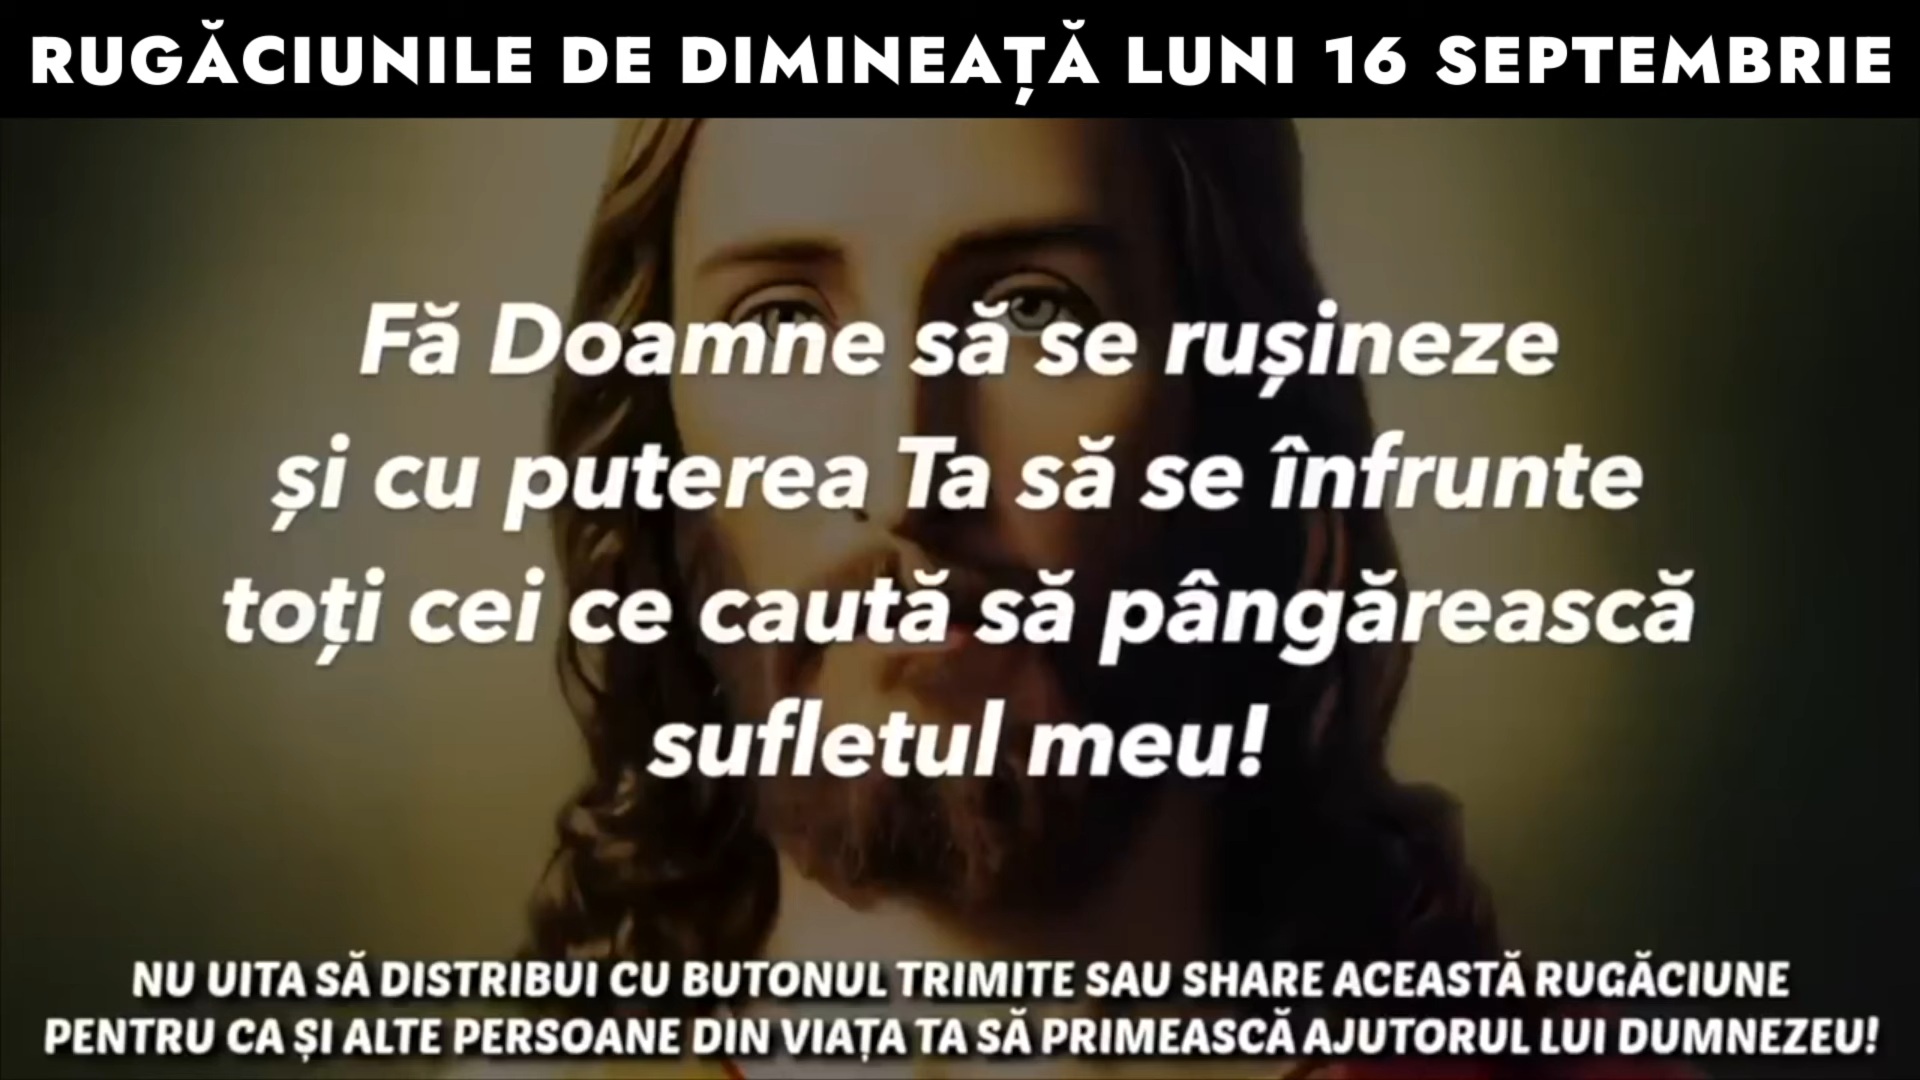 RUGĂCIUNILE DE DIMINEAȚĂ LUNI 16 SEPTEMBRIE
Fă Doamne să se rușineze
și cu puterea Ta să se înfrunte
toți cei ce caută să pângărească
sufletul meu!
NU UITA SĂ DISTRIBUI CU BUTONUL TRIMITE SAU SHARE ACEASTĂ RUGĂCIUNE
PENTRU CA ȘI ALTE PERSOANE DIN VIAȚA TA SĂ PRIMEASCĂ AJUTORUL LUI DUMNEZEU!